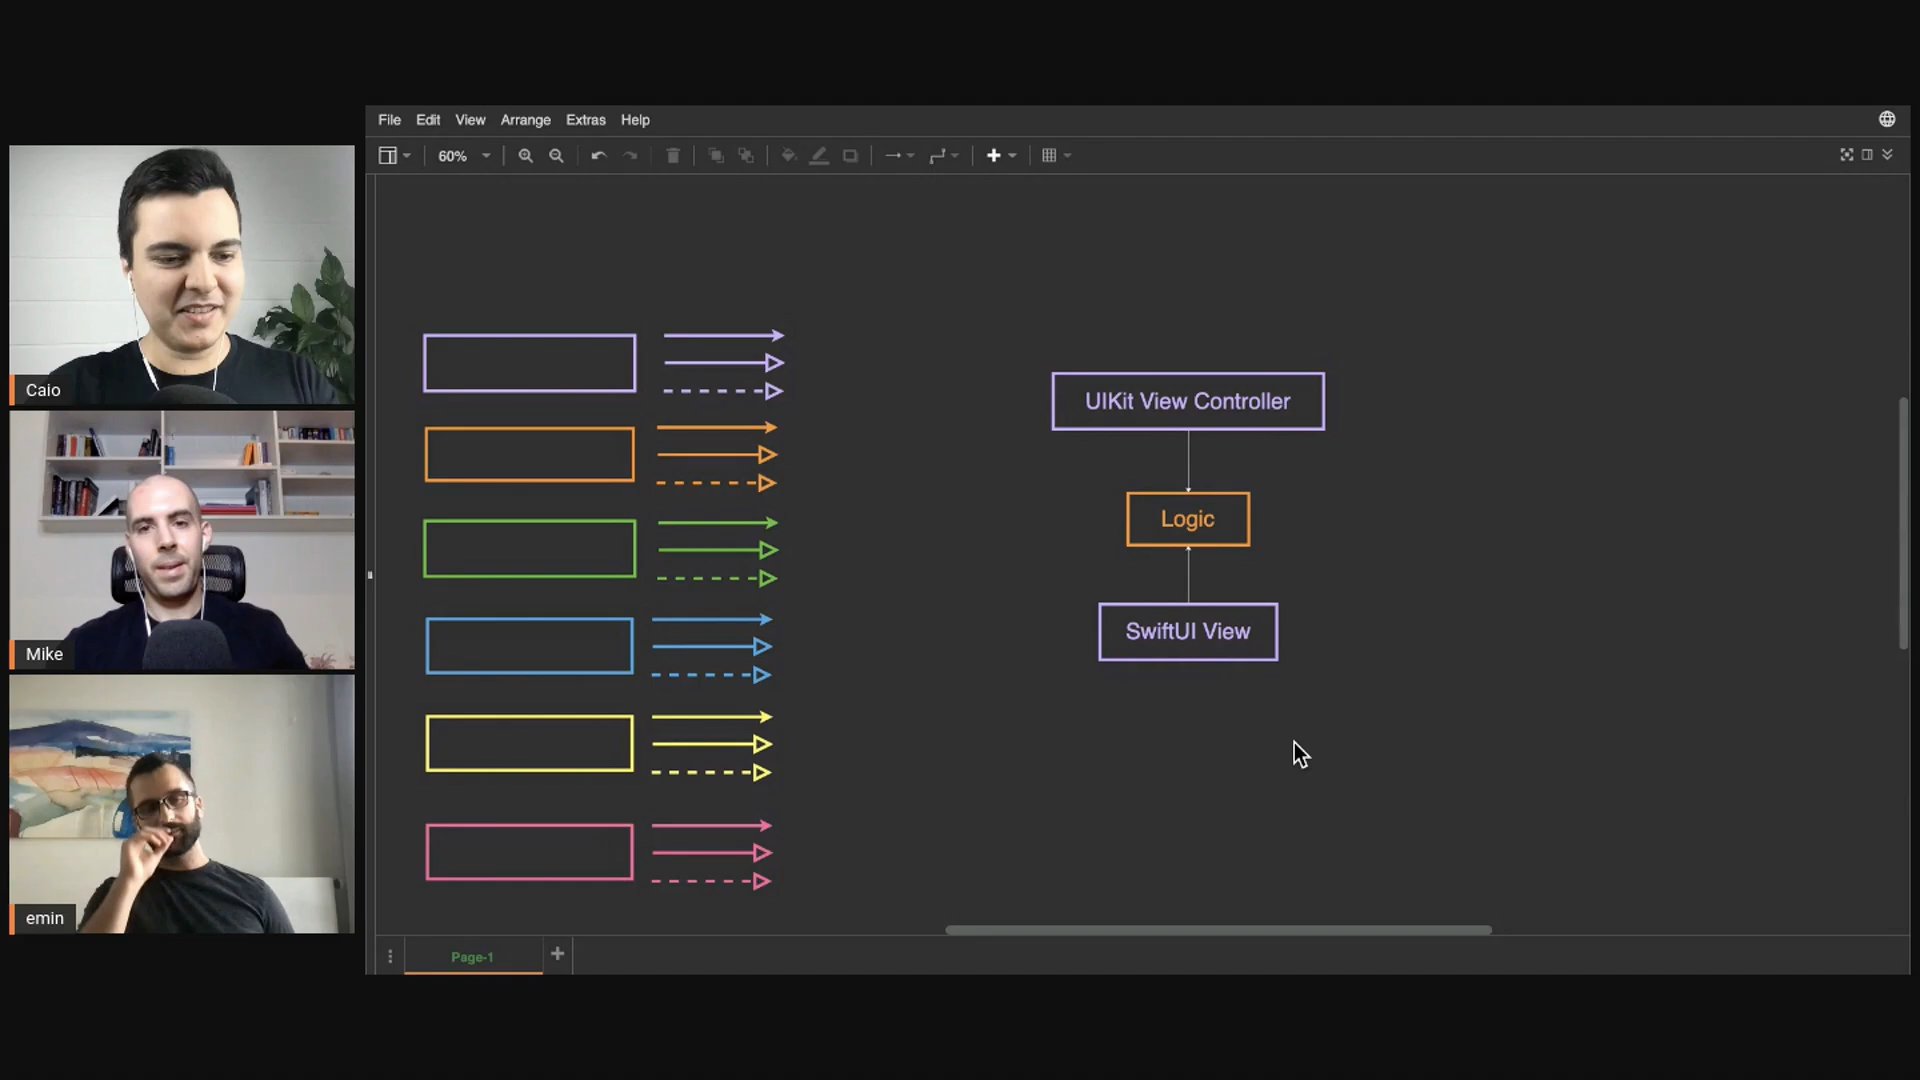 File Edit View Arrange Extras Help
60%
Caio
Mike
emin
UIKit View Controller
Logic
SwiftUI View
Page-1